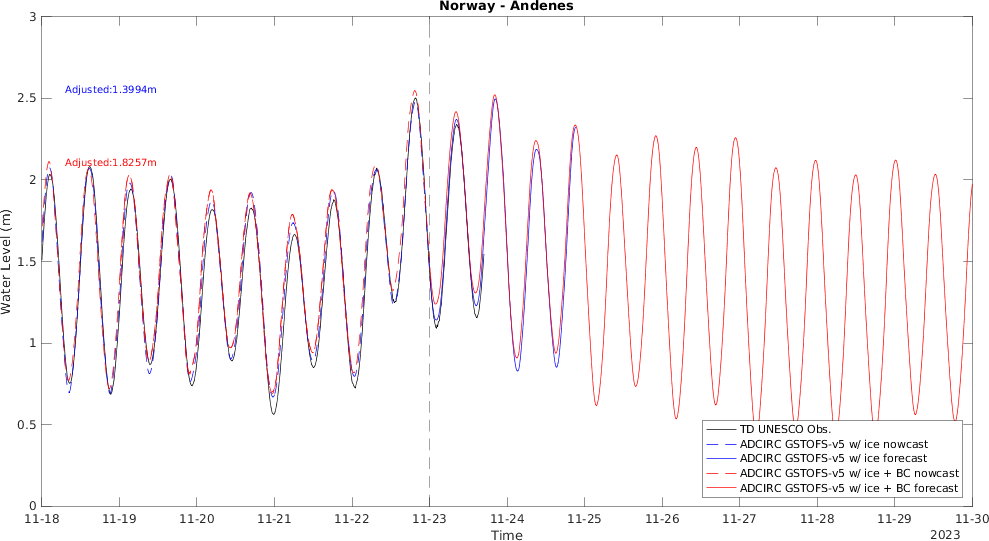 Norway - Andenes
3
2.5
2
1.5
1
0.5
0
Water Level (m)
Adjusted:1.3994m
Adjusted:1.8257m
TD UNESCO Obs.
ADCIRC GSTOFS-v5 w/ ice nowcast
ADCIRC GSTOFS-v5 w/ ice forecast
ADCIRC GSTOFS-v5 w/ ice + BC nowcast
ADCIRC GSTOFS-v5 w/ ice + BC forecast
11-18 11-19 11-20 11-21 11-22 11-23 11-24 11-25 11-26 11-27 11-28 11-29 11-30
Time
2023